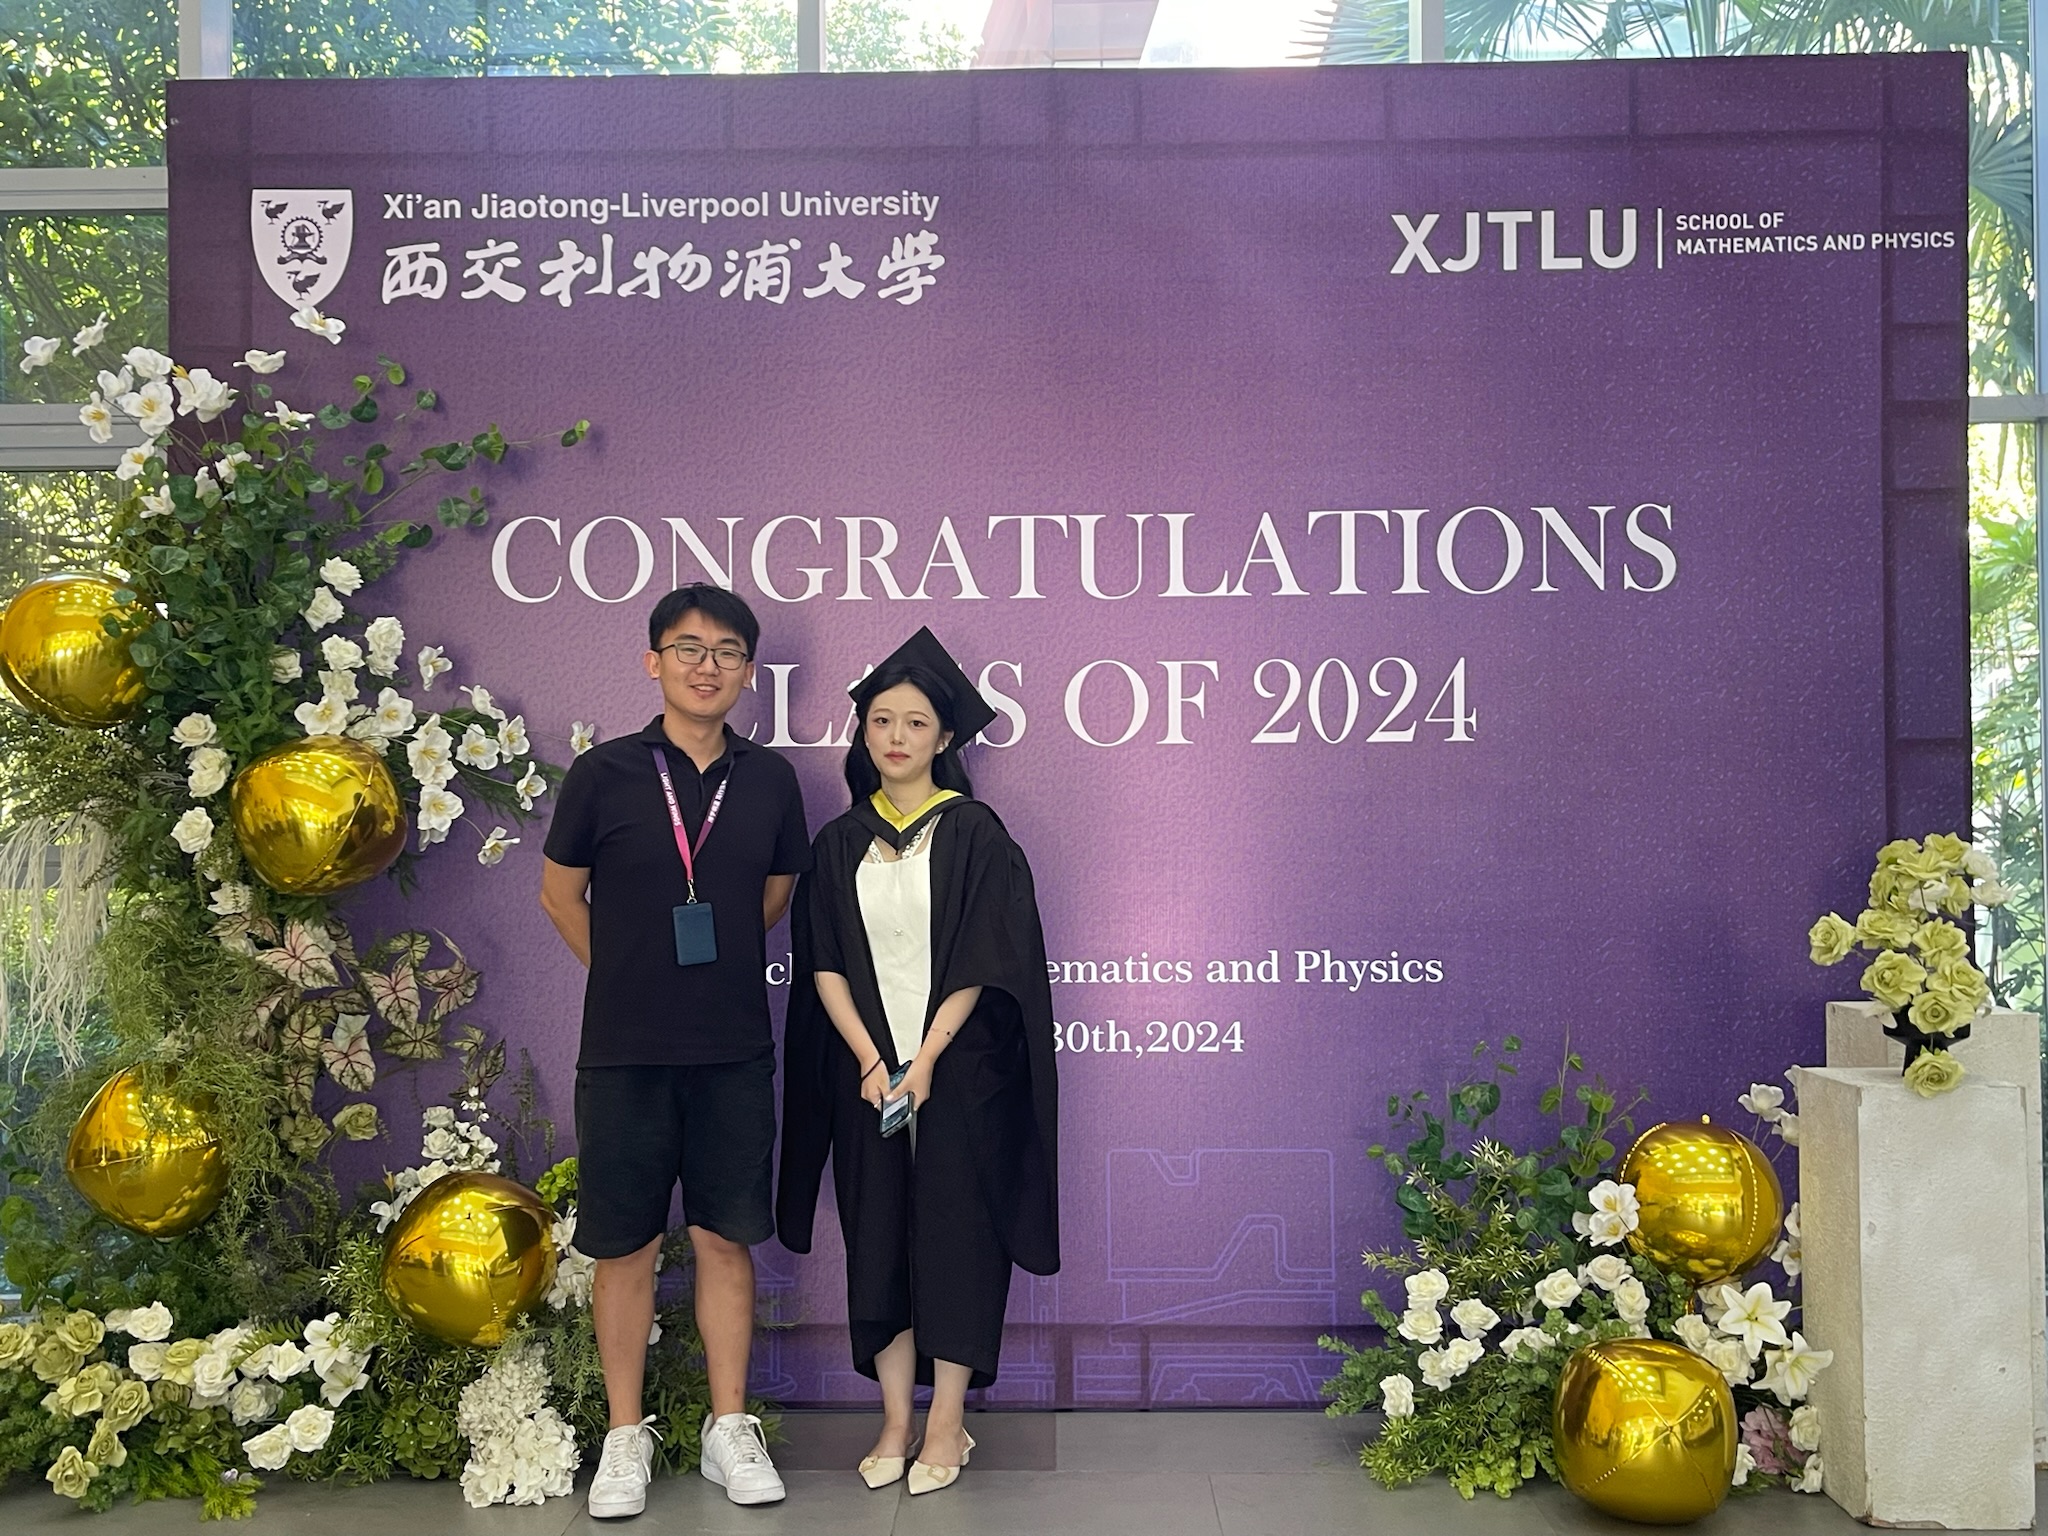 Xi'an Jiaotong-Liverpool University
西交利物浦大学
XJTLU
SCHOOL OF
MATHEMATICS AND PHYSICS
CONGRATULATIONS
CLASS OF 2024
ematics and Physics
30th,2024